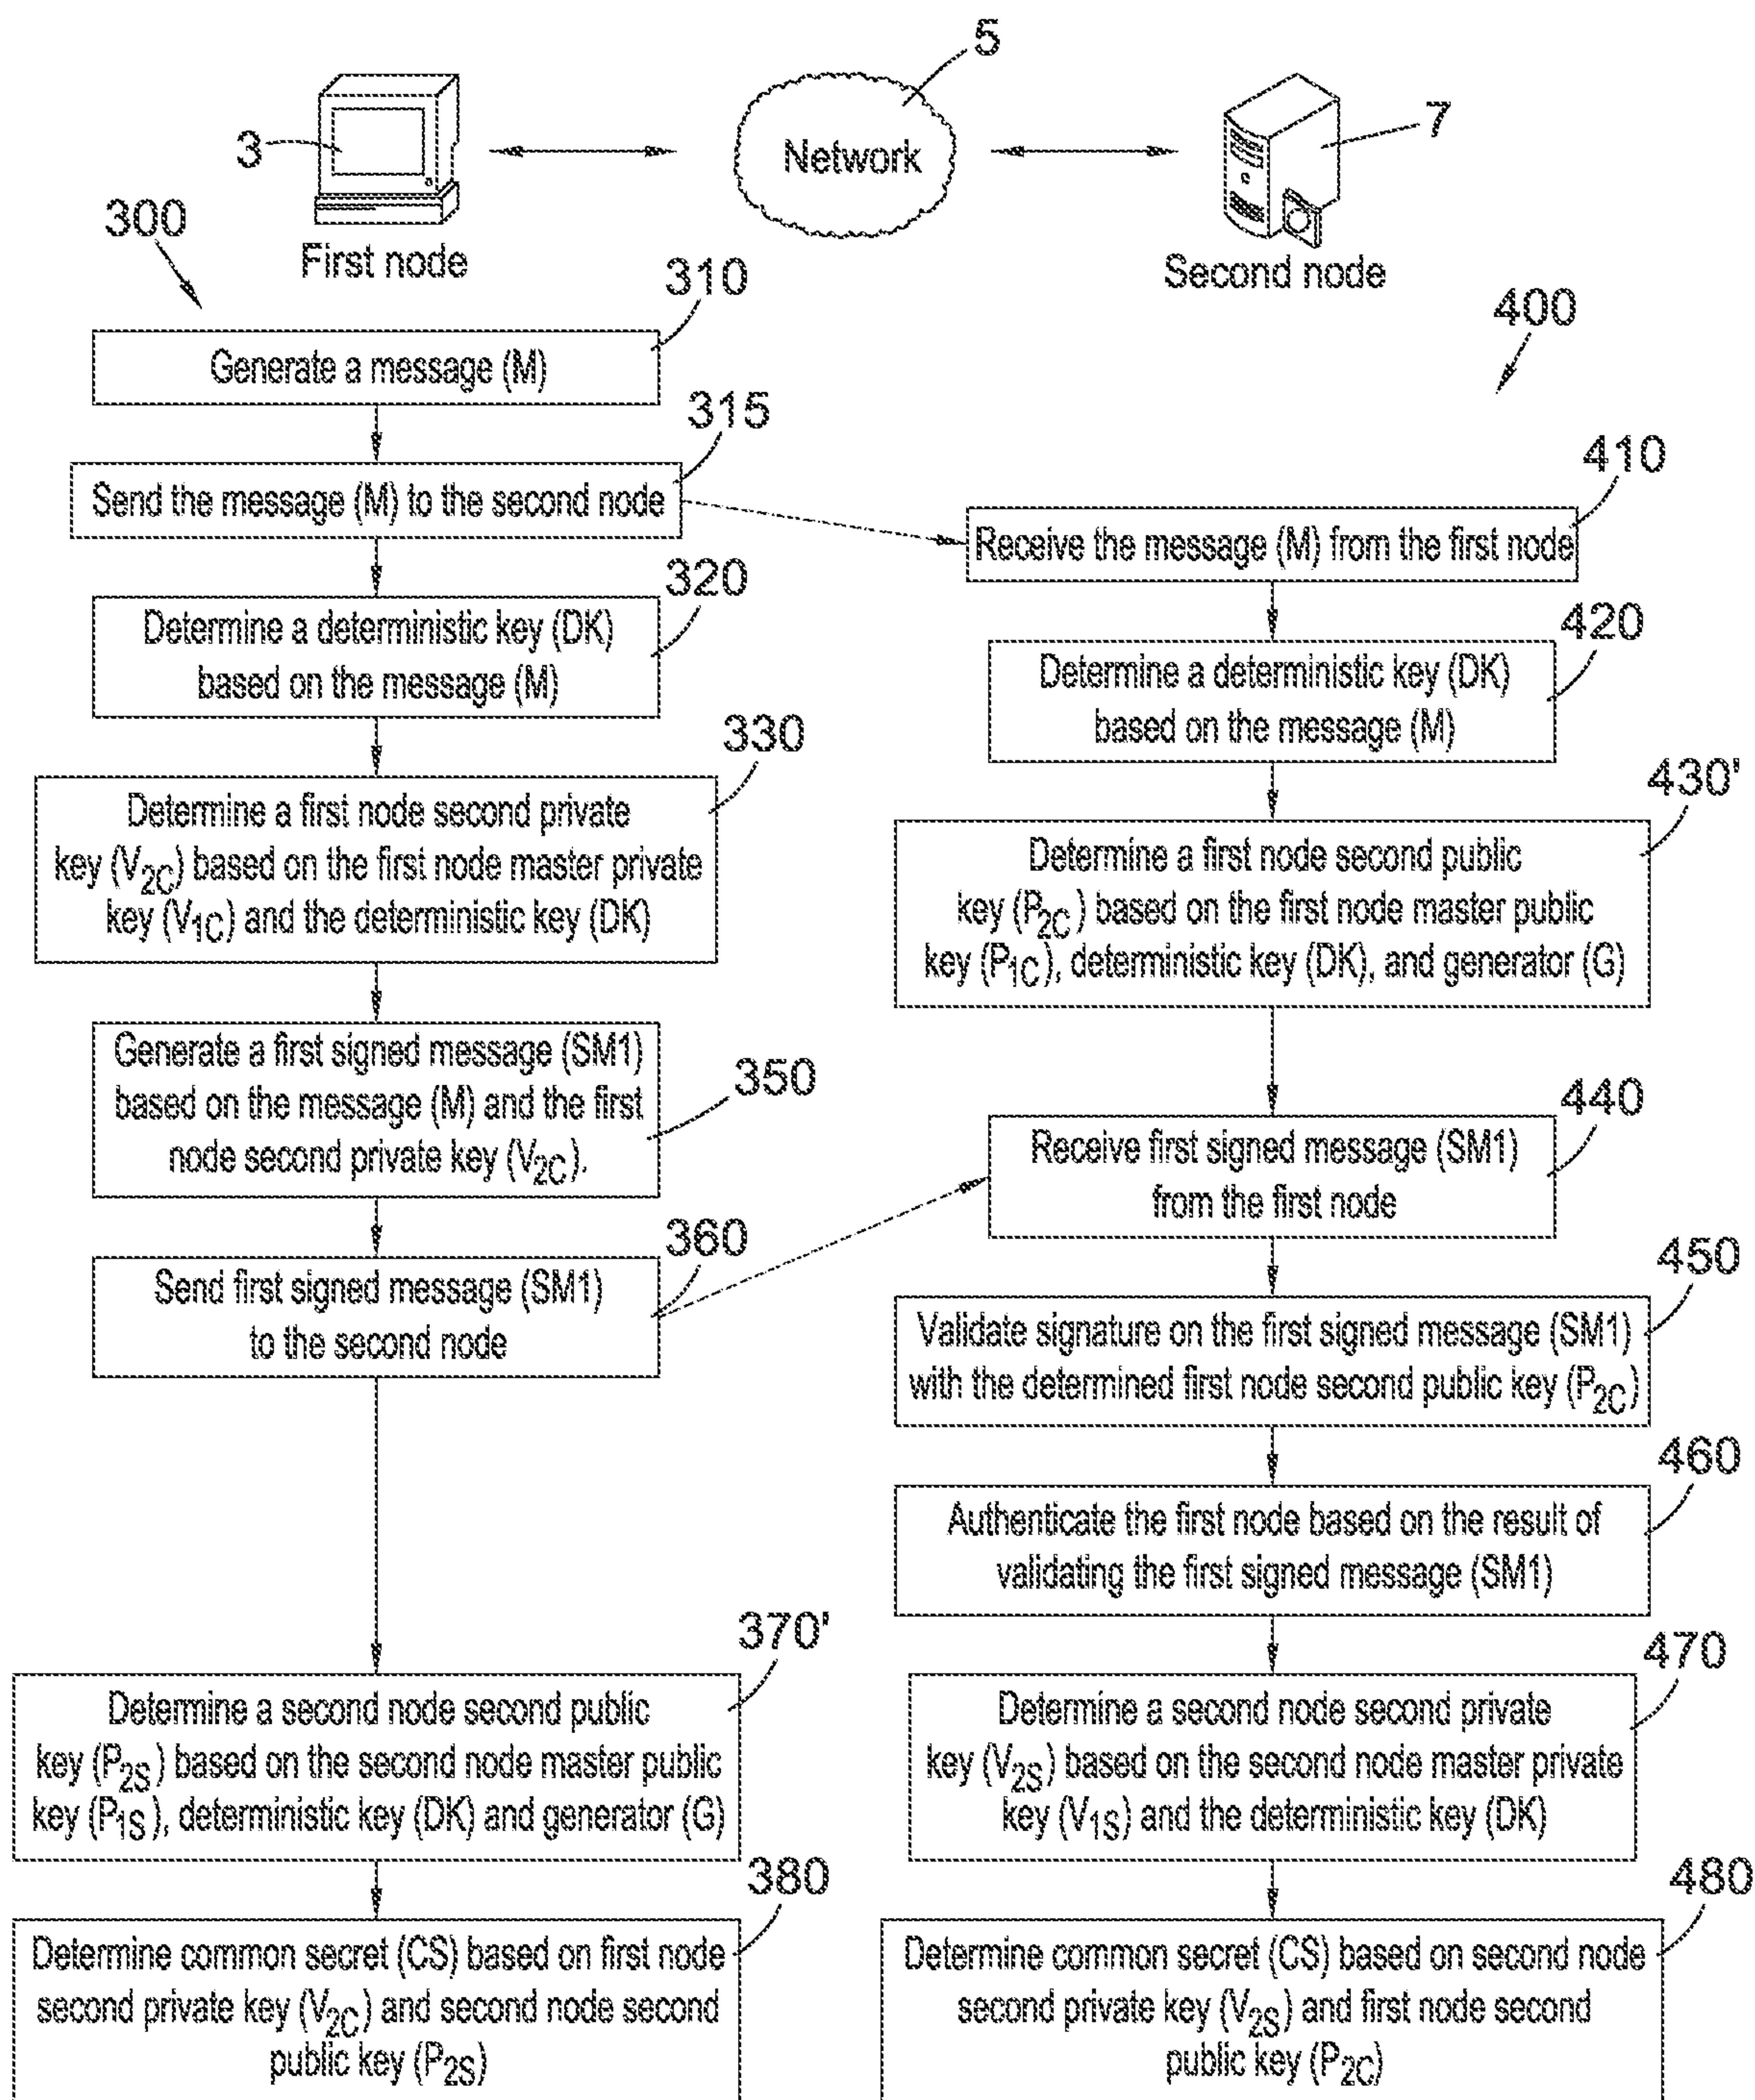 5
3
Network
7
First node
Second node
300
310
Generate a message (M)
315
Send the message (M) to the second node
320
Determine a deterministic key (DK)
based on the message (M)
330
Determine a first node second private
key (V2C) based on the first node master private
key (V1C) and the deterministic key (DK)
Generate a first signed message (SM1)
based on the message (M) and the first
node second private key (V2C).
350
360
Send first signed message (SM1)
to the second node
370'
Determine a second node second public
key (P2S) based on the second node master public
key (P1S), deterministic key (DK) and generator (G)
380
Determine common secret (CS) based on first node
second private key (V2C) and second node second
public key (P2S)
400
410
Receive the message (M) from the first node
420
Determine a deterministic key (DK)
based on the message (M)
430'
Determine a first node second public
key (P2C) based on the first node master public
key (P1C), deterministic key (DK), and generator (G)
440
Receive first signed message (SM1)
from the first node
450
Validate signature on the first signed message (SM1)
with the determined first node second public key (P2C)
460
Authenticate the first node based on the result of
validating the first signed message (SM1)
470
Determine a second node second private
key (V2S) based on the second node master private
key (V1S) and the deterministic key (DK)
480
Determine common secret (CS) based on second node
second private key (V2S) and first node second
public key (P2C)